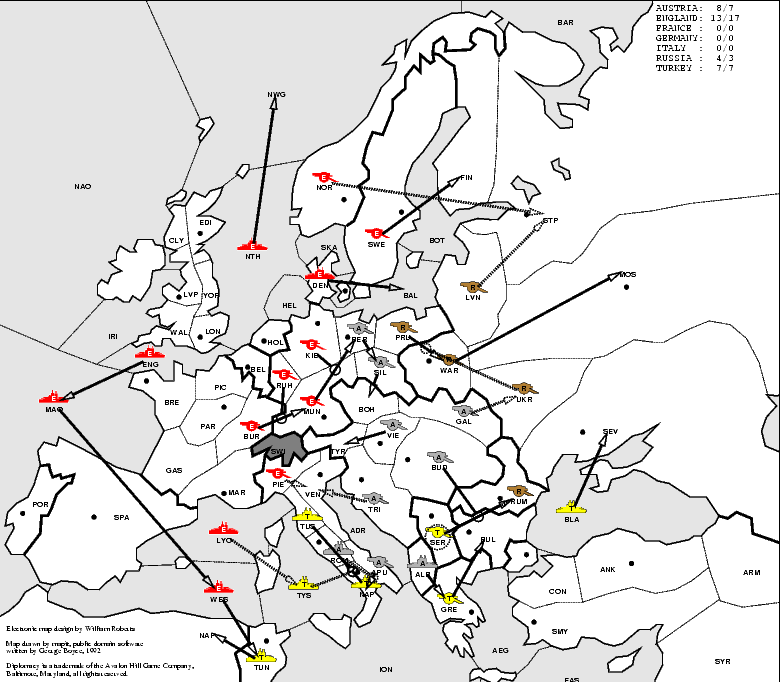 AUSTRIA: 8/7
ENGLAND: 13/17
FRANCE : 0/0
GERMANY: 0/0
ITALY : 0/0
RUSSIA : 4/3
TURKEY : 7/7
BAR
NWG
NAO
FIN
E
NOR
STP
EDI
CLY
E
SWE
E
NTH
SKA
BOT
MOS
E
DEN
R
LVN
BAL
LVP
YOR
HEL
IRI
WAL
LON
HOL
A
BER
R
PRU
E
KIE
E
ENG
BEL
A
SIL
WAR
PIC
E
RUH
R
UKR
E
MAO
BRE
E
MUN
BOH
A
GAL
PAR
E
BUR
A
VIE
SEV
SWI
TYR
A
BUD
GAS
E
PIE
VEN
A
TRI
R
RUM
MAR
POR
SPA
T
TUS
T
BLA
E
LYO
ADR
T
SER
BUL
A
ROM
A
APU
A
ALB
ANK
ARM
E
WES
T
TYS
T
NAP
T
GRE
CON
Electronic map design by William Roberts
NAF
SMY
Map drawn by mapit, public domain software
written by George Boyce, 1992
AEG
Diplomacy is a trademark of the Avalon Hill Game Company,
Baltimore, Maryland, all rights reserved.
T
TUN
ION
SYR
EAS